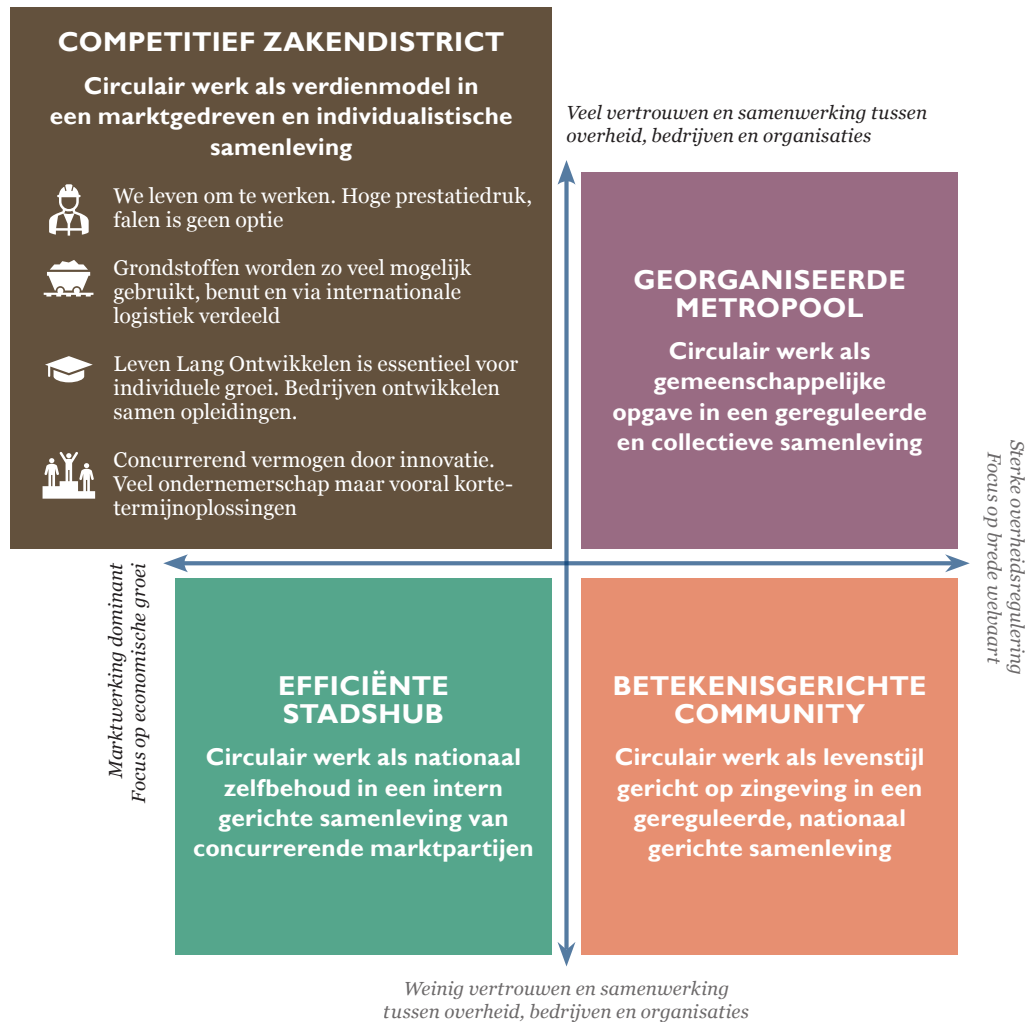 COMPETITIEF ZAKENDISTRICT
Circulair werk als verdienmodel in
een marktgedreven en individualistische
samenleving
We leven om te werken. Hoge prestatiedruk,
falen is geen optie
Grondstoffen worden zo veel mogelijk
gebruikt, benut en via internationale
logistiek verdeeld
Leven Lang Ontwikkelen is essentieel voor
individuele groei. Bedrijven ontwikkelen
samen opleidingen.
Concurrerend vermogen door innovatie.
Veel ondernemerschap maar vooral korte-
termijnoplossingen
Veel vertrouwen en samenwerking tussen
overheid, bedrijven en organisaties
GEORGANISEERDE
METROPOOL
Circulair werk als
gemeenschappelijke
opgave in een gereguleerde
en collectieve samenleving
Sterke overheidsregulering
Focus op brede welvaart
Marktwerking dominant
Focus op economische groei
EFFICIËNTE
STADSHUB
Circulair werk als nationaal
zelfbehoud in een intern
gerichte samenleving van
concurrerende marktpartijen
BETEKENISGERICHTE
COMMUNITY
Circulair werk als levenstijl
gericht op zingeving in een
gereguleerde, nationaal
gerichte samenleving
Weinig vertrouwen en samenwerking
tussen overheid, bedrijven en organisaties